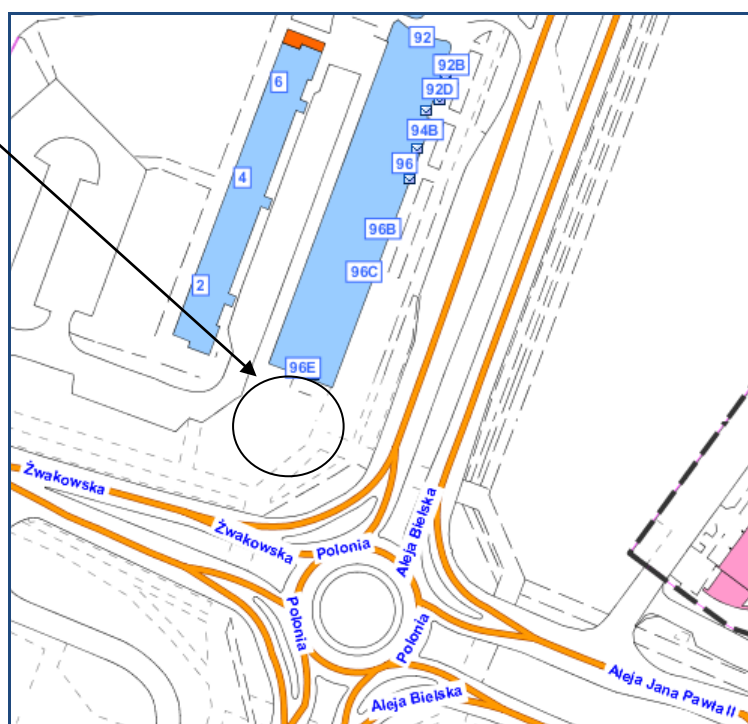 92
92B
6
92D
94B
96
4
96B
96C
2
96E
Żwakowska
Żwakowska
Polonia
Aleja Bielska
Polonia
Polonia
Aleja Bielska
Aleja Jana Pawła II